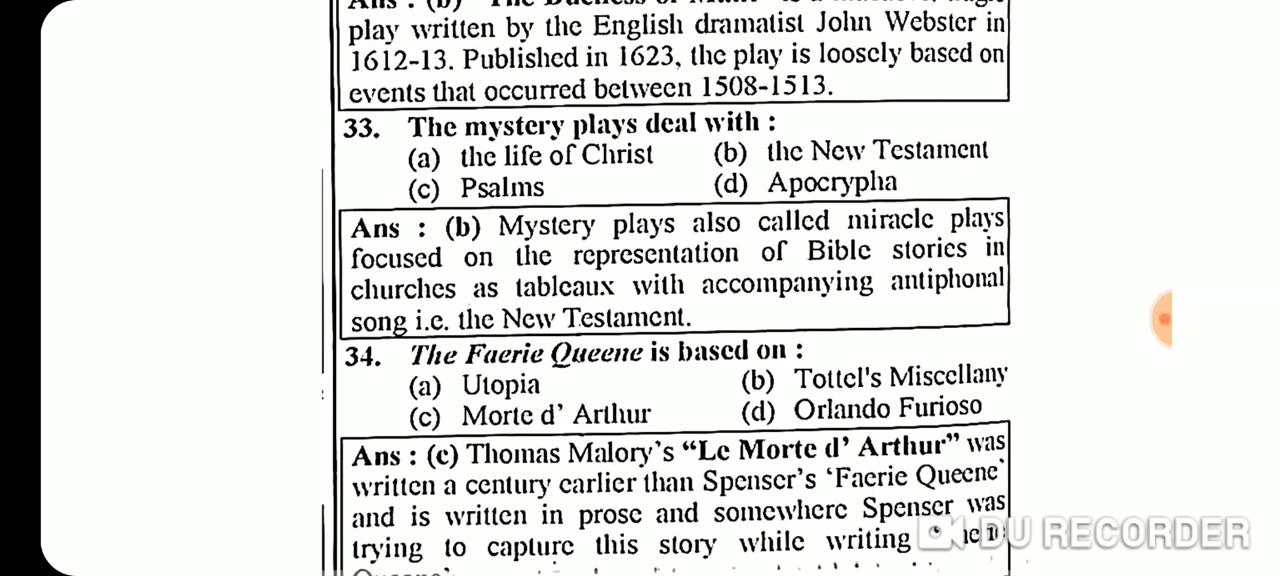 play written by the English dramatist John Webster in
1612-13. Published in 1623, the play is loosely based on
events that occurred between 1508-1513.
33. The mystery plays deal with :
(a) the life of Christ (b) the New Testament
(c) Psalms (d) Apocrypha
Ans : (b) Mystery plays also called miracle plays
focused on the representation of Bible stories in
churches as tableaux with accompanying antiphonal
song i.e. the New Testament.
34. The Faerie Queene is based on :
(a) Utopia (b) Tottel's Miscellany
(c) Morte d' Arthur (d) Orlando Furioso
Ans : (c) Thomas Malory's “Le Morte d' Arthur” was
written a century earlier than Spenser's ‘Faerie Queene’
and is written in prose and somewhere Spenser was
trying to capture this story while writing
DU RECORDER